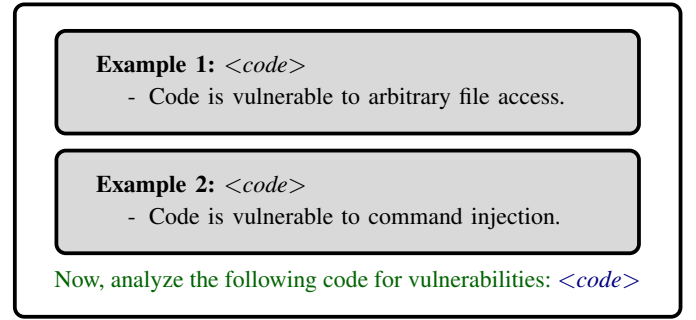 Example 1: <code>
- Code is vulnerable to arbitrary file access.
Example 2: <code>
- Code is vulnerable to command injection.
Now, analyze the following code for vulnerabilities: <code>